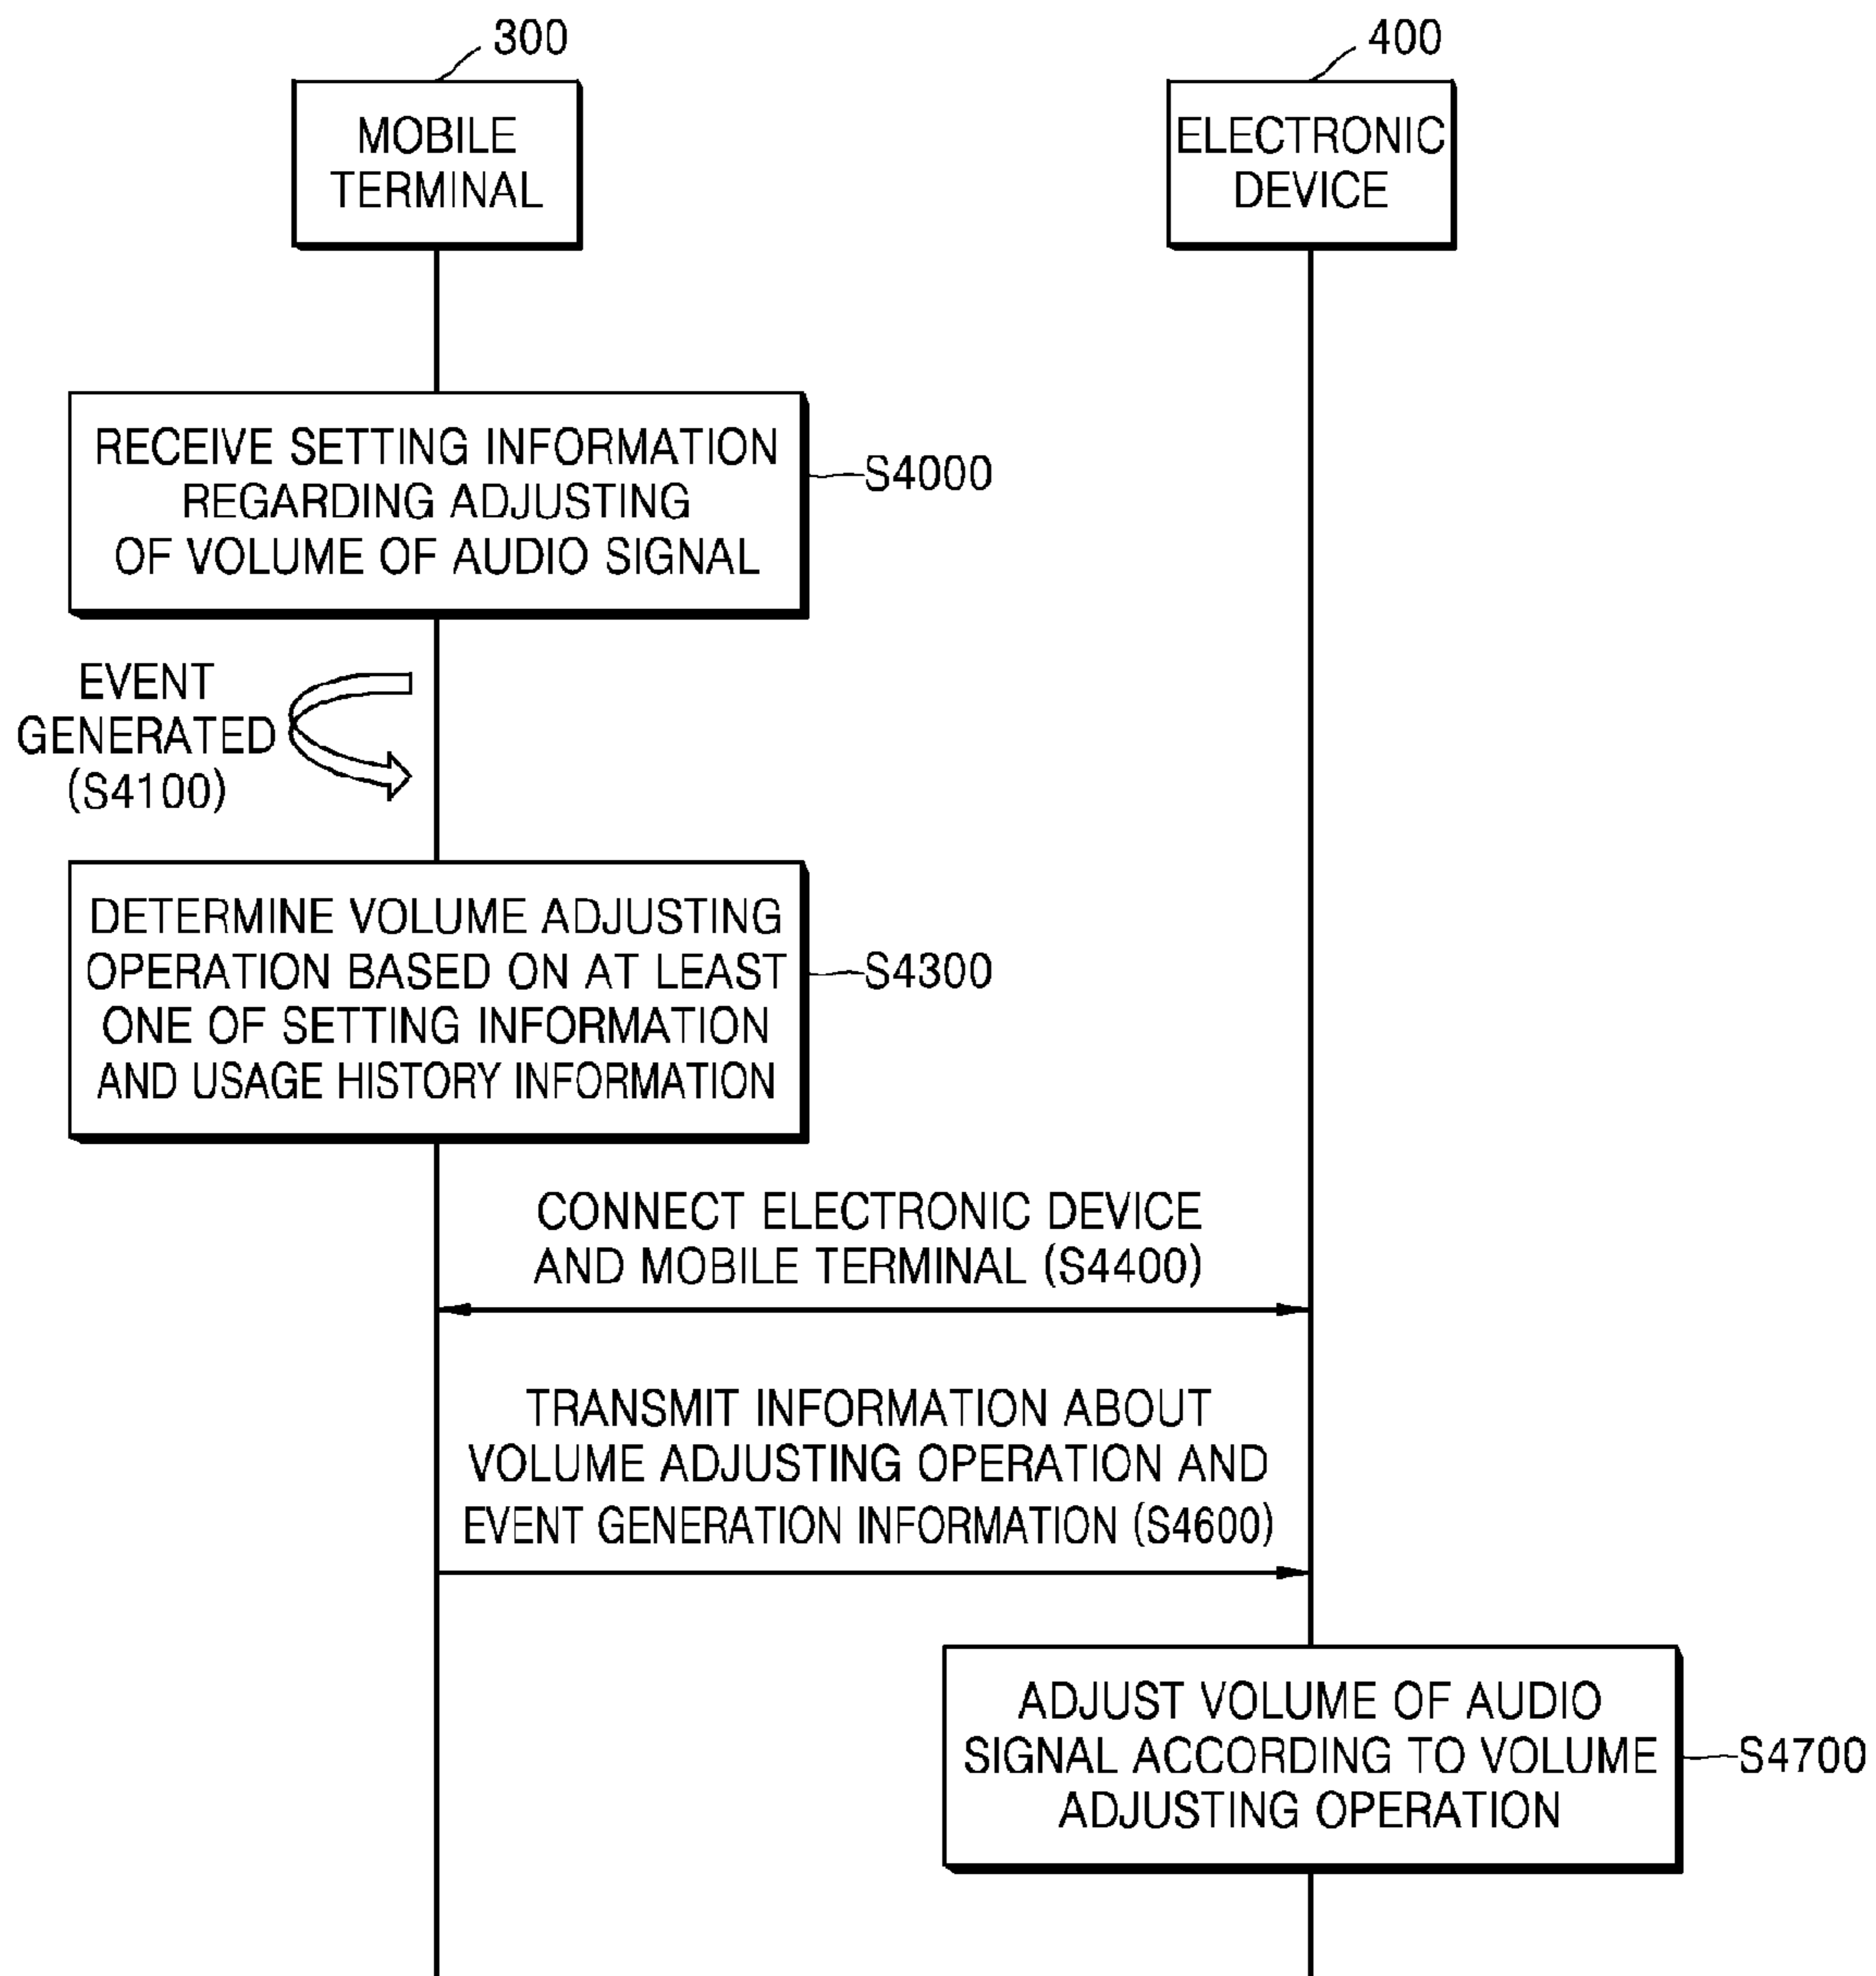 300
400
MOBILE
TERMINAL
ELECTRONIC
DEVICE
RECEIVE SETTING INFORMATION
REGARDING ADJUSTING
OF VOLUME OF AUDIO SIGNAL
S4000
EVENT
GENERATED
(S4100)
DETERMINE VOLUME ADJUSTING
OPERATION BASED ON AT LEAST
ONE OF SETTING INFORMATION
AND USAGE HISTORY INFORMATION
S4300
CONNECT ELECTRONIC DEVICE
AND MOBILE TERMINAL (S4400)
TRANSMIT INFORMATION ABOUT
VOLUME ADJUSTING OPERATION AND
EVENT GENERATION INFORMATION (S4600)
ADJUST VOLUME OF AUDIO
SIGNAL ACCORDING TO VOLUME
ADJUSTING OPERATION
S4700